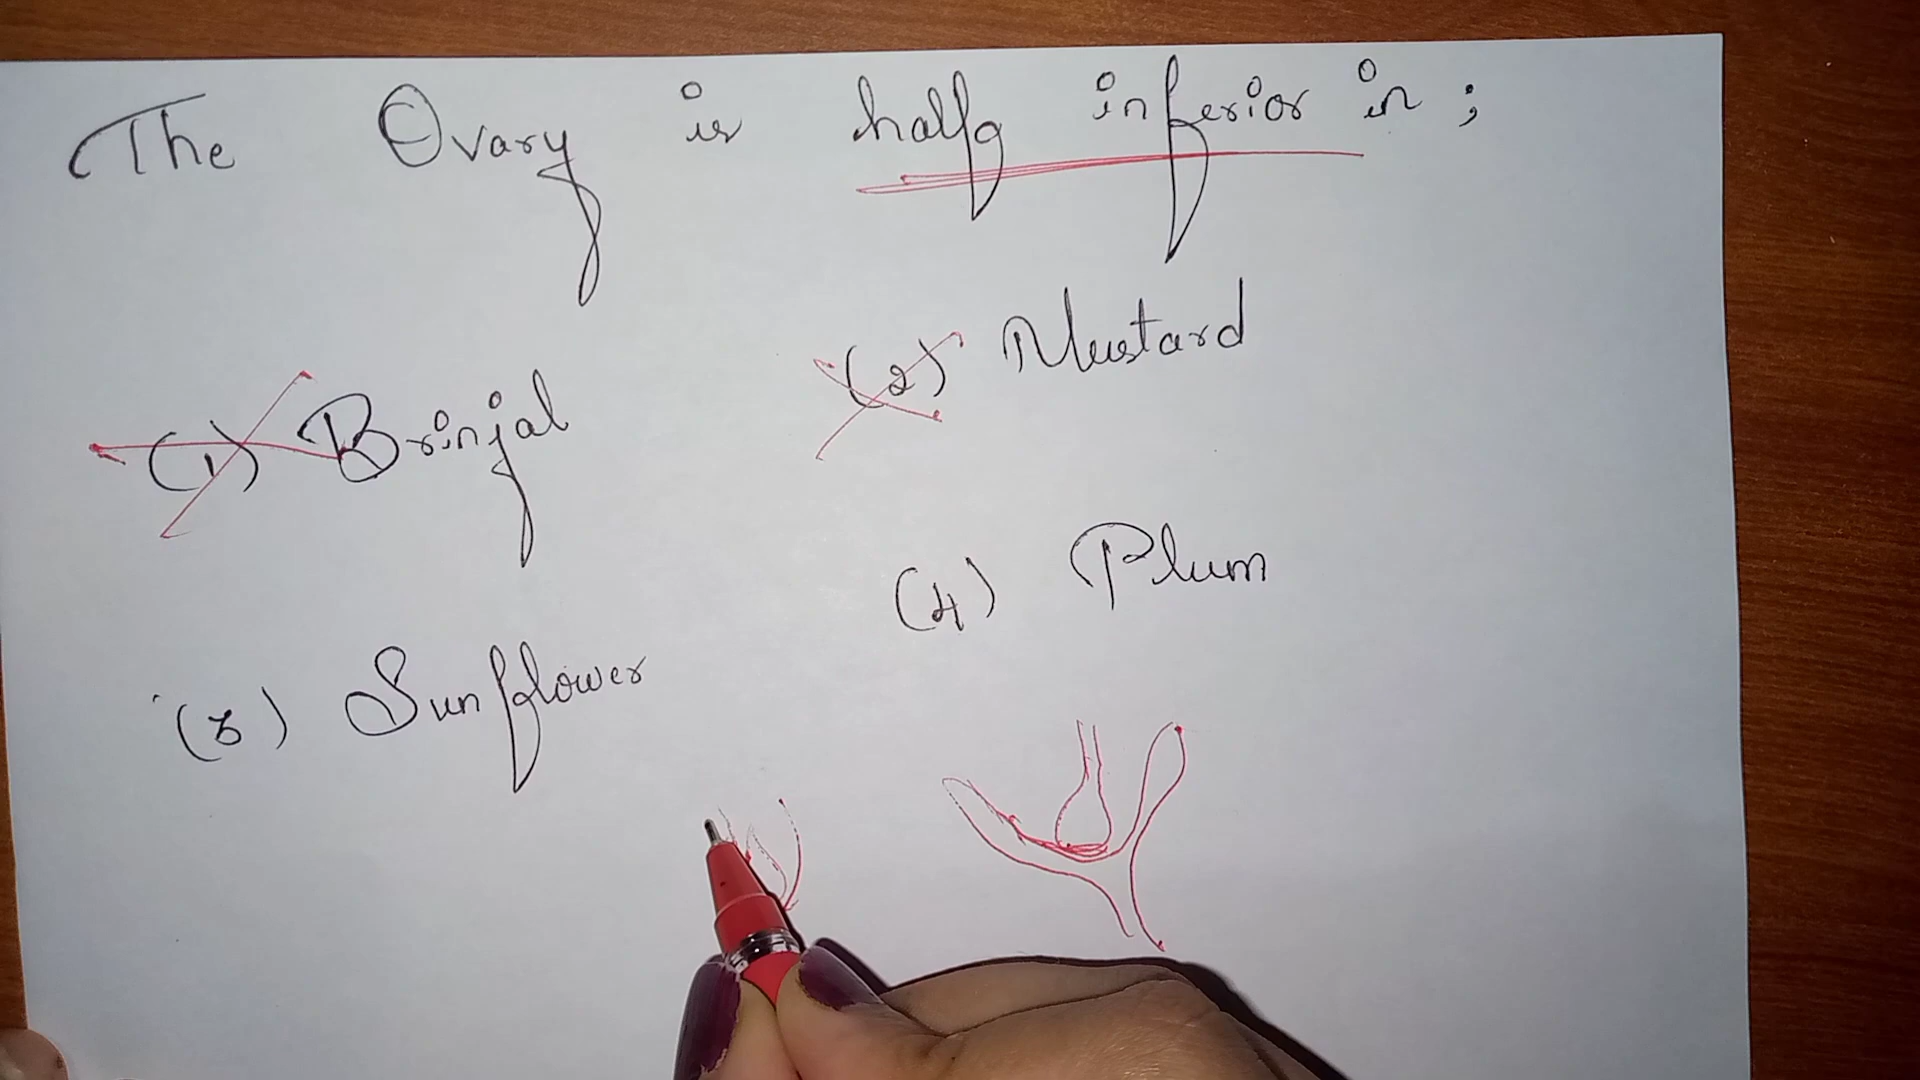 The Ovary is half inferior in ;
(1) Brinjal
(2) Mustard
(3) Sunflower
(4) Plum